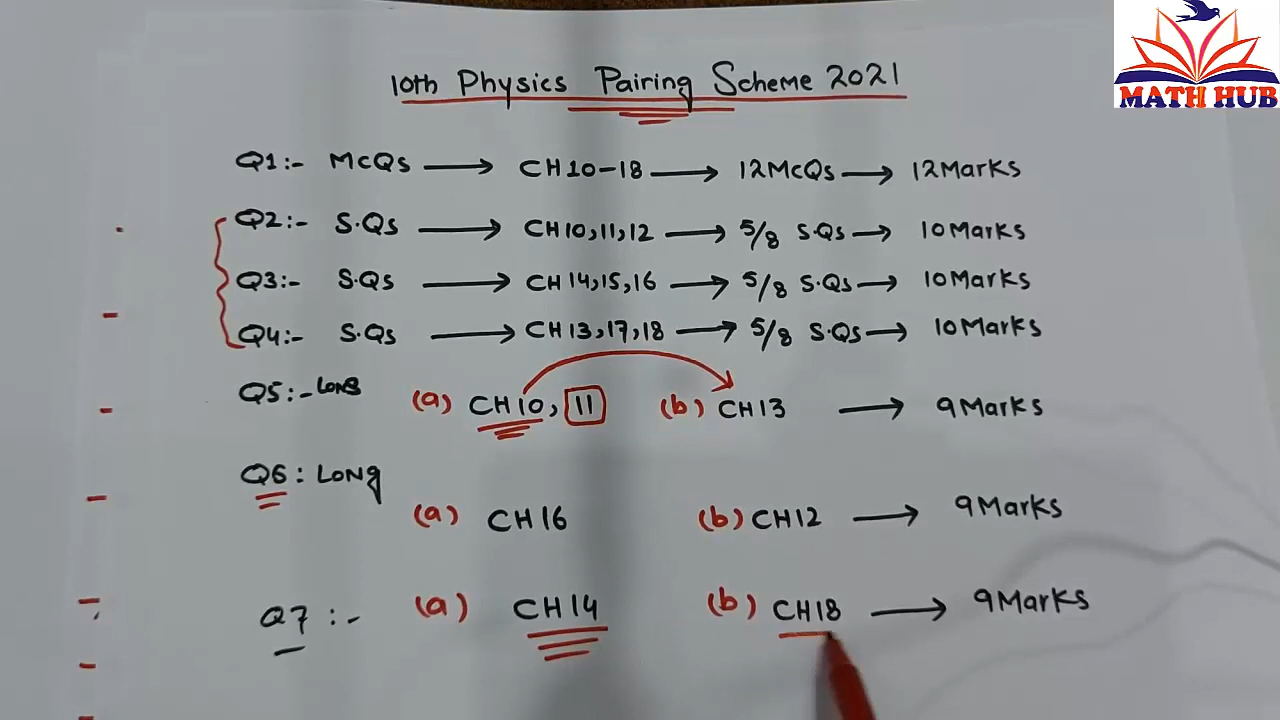 MATH HUB
10th Physics Pairing Scheme 2021
Q1:- McQs → CH10-18 → 12McQs → 12Marks
Q2:- S.Qs → CH10,11,12 → 5/8 S.Qs → 10Marks
Q3:- S.Qs → CH14,15,16 → 5/8 S.Qs → 10Marks
Q4:- S.Qs → CH13,17,18 → 5/8 S.Qs → 10Marks
Q5:- Long (a) CH10, 11 (b) CH13 → 9Marks
Q6: Long
(a) CH16 (b) CH12 → 9Marks
Q7:- (a) CH14 (b) CH18 → 9Marks